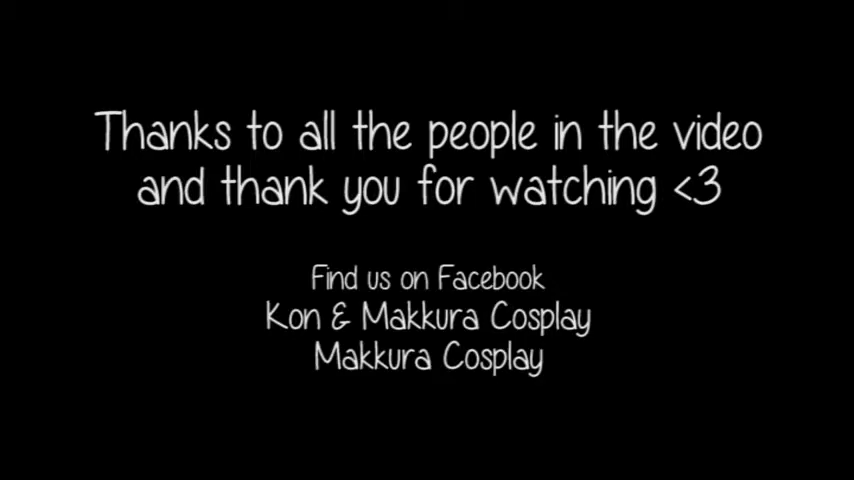 Thanks to all the people in the video
and thank you for watching <3
Find us on Facebook
Kon & Makkura Cosplay
Makkura Cosplay